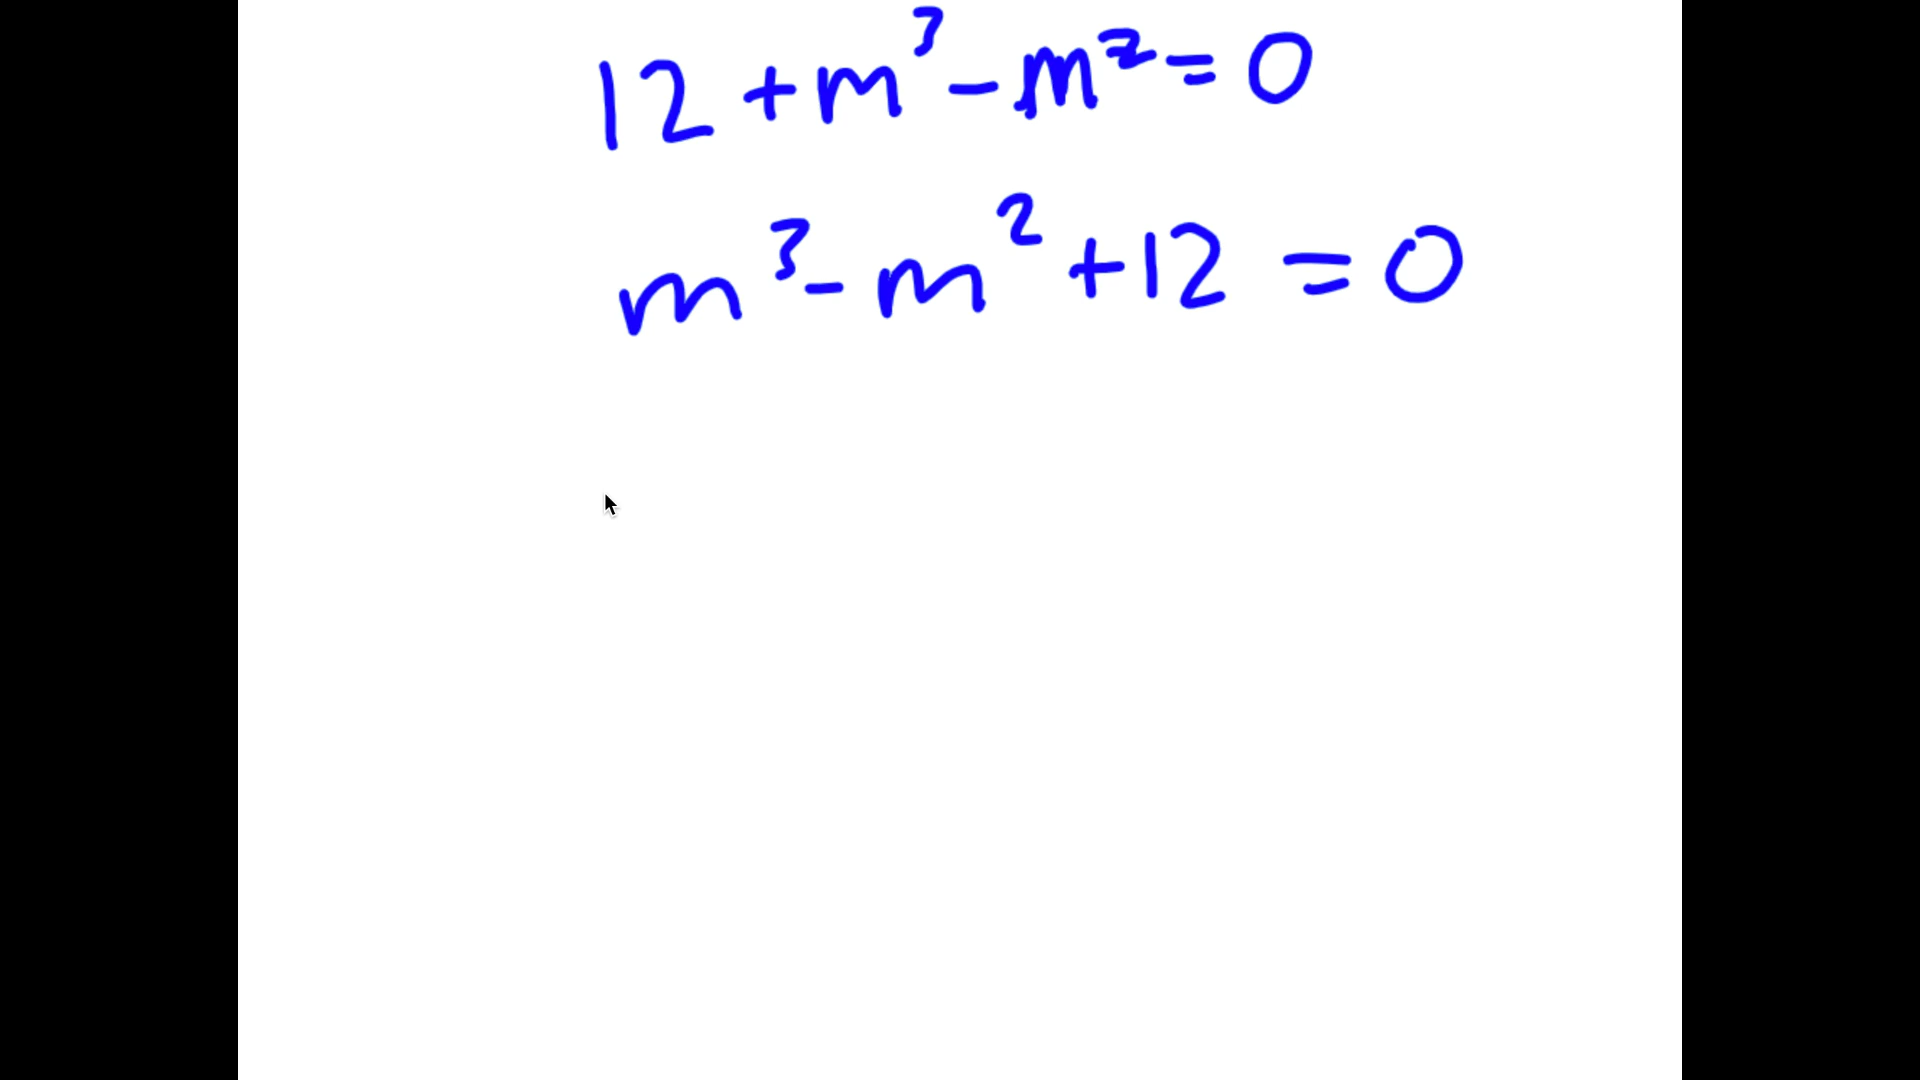 12 + m³ - m² = 0
m³ - m² + 12 = 0